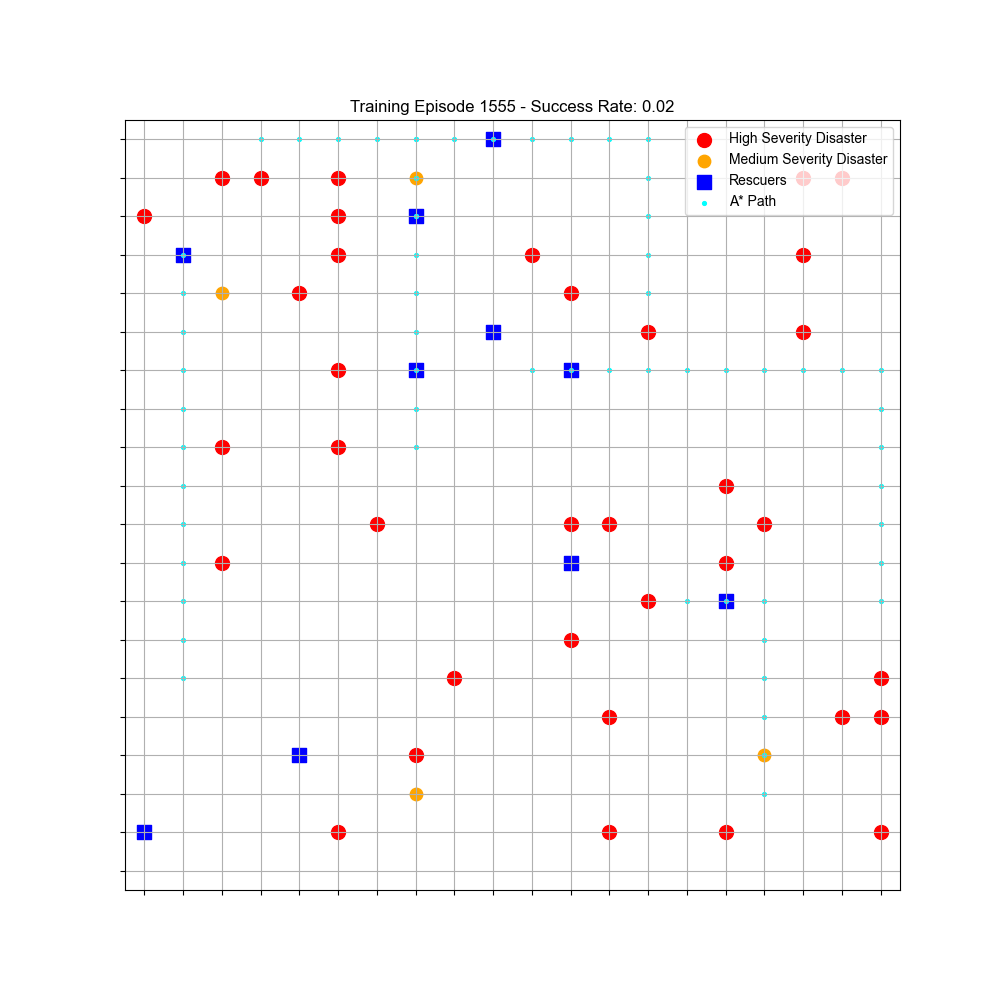 Training Episode 1555 - Success Rate: 0.02
High Severity Disaster
Medium Severity Disaster
Rescuers
A* Path